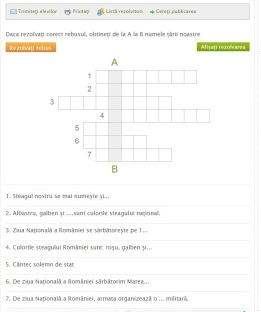 Trimiteți elevilor Printați Listă rezolvitori Cereți publicarea
Daca rezolvați corect rebusul, obtineți de la A la B numele țării noastre
Rezolvați rebus Afișați rezolvarea
A
1
2
3
4
5
6
7
B
1. Steagul nostru se mai numește și...
2. Albastru, galben și ....sunt culorile steagului național.
3. Ziua Națională a României se sărbătorește pe 1...
4. Culorile steagului României sunt: roșu, galben și...
5. Cântec solemn de stat
6. De ziua Națională a României sărbătorim Marea...
7. De ziua Națională a României, armata organizează o ... militară.